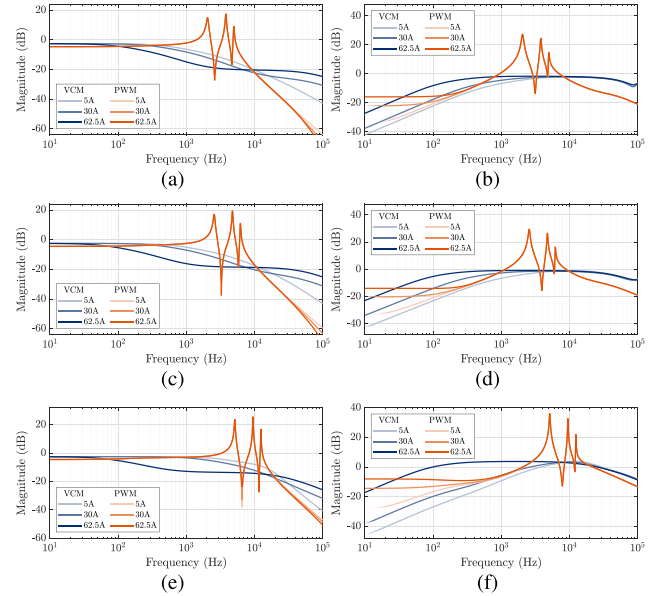 20
0
-20
-40
-60
Magnitude (dB)
VCM PWM
5A 5A
30A 30A
62.5A 62.5A
10^1 10^2 10^3 10^4 10^5
Frequency (Hz)
(a)
40
20
0
-20
-40
Magnitude (dB)
VCM PWM
5A 5A
30A 30A
62.5A 62.5A
10^1 10^2 10^3 10^4 10^5
Frequency (Hz)
(b)
20
0
-20
-40
-60
Magnitude (dB)
VCM PWM
5A 5A
30A 30A
62.5A 62.5A
10^1 10^2 10^3 10^4 10^5
Frequency (Hz)
(c)
40
20
0
-20
-40
Magnitude (dB)
VCM PWM
5A 5A
30A 30A
62.5A 62.5A
10^1 10^2 10^3 10^4 10^5
Frequency (Hz)
(d)
20
0
-20
-40
-60
Magnitude (dB)
VCM PWM
5A 5A
30A 30A
62.5A 62.5A
10^1 10^2 10^3 10^4 10^5
Frequency (Hz)
(e)
40
20
0
-20
-40
Magnitude (dB)
VCM PWM
5A 5A
30A 30A
62.5A 62.5A
10^1 10^2 10^3 10^4 10^5
Frequency (Hz)
(f)